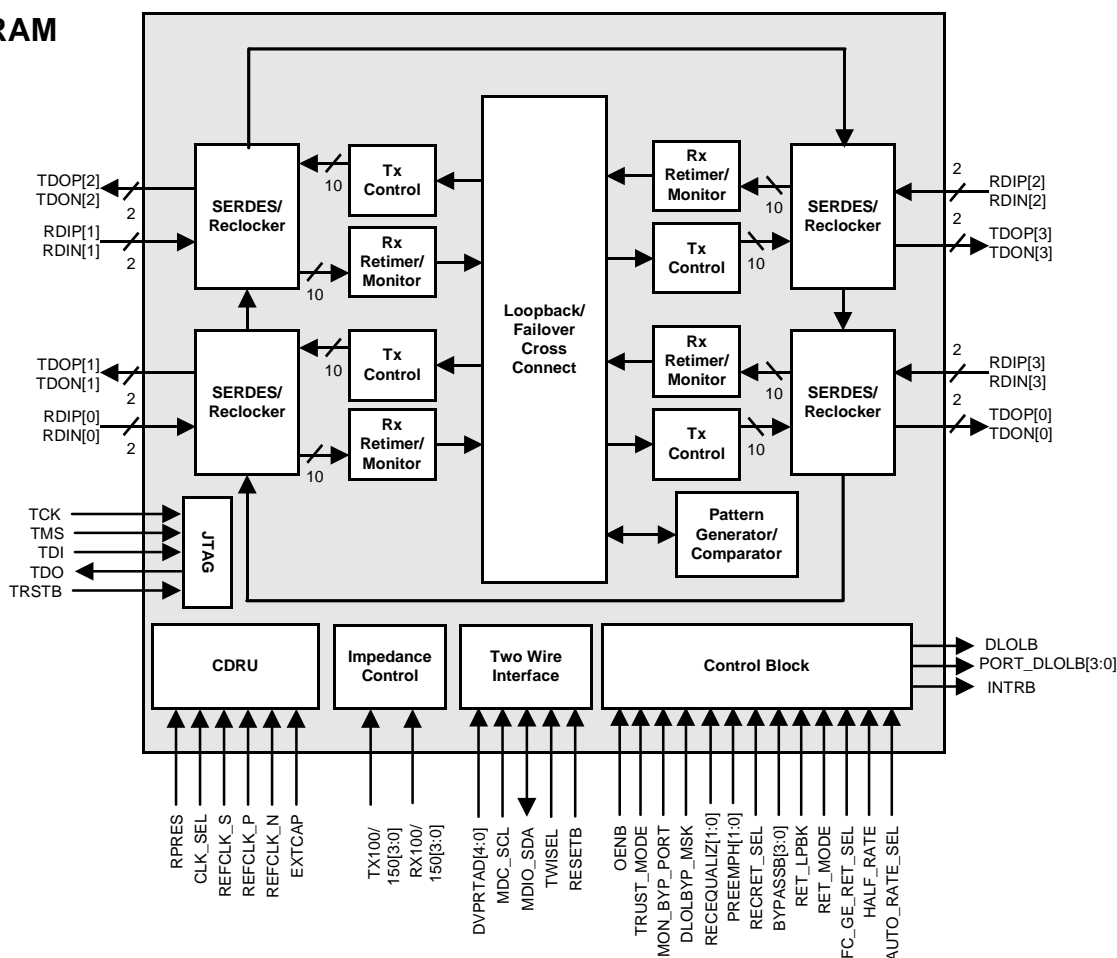 RAM
TDOP[2]
TDON[2]
2
RDIP[1]
RDIN[1]
2
SERDES/
Reclocker
10
Tx
Control
10
Rx
Retimer/
Monitor
TDOP[1]
TDON[1]
2
RDIP[0]
RDIN[0]
2
SERDES/
Reclocker
10
Tx
Control
10
Rx
Retimer/
Monitor
Loopback/
Failover
Cross
Connect
Rx
Retimer/
Monitor
10
Tx
Control
10
SERDES/
Reclocker
2
RDIP[2]
RDIN[2]
2
TDOP[3]
TDON[3]
Rx
Retimer/
Monitor
10
Tx
Control
10
SERDES/
Reclocker
2
RDIP[3]
RDIN[3]
2
TDOP[0]
TDON[0]
Pattern
Generator/
Comparator
TCK
TMS
TDI
TDO
TRSTB
JTAG
CDRU
Impedance
Control
Two Wire
Interface
Control Block
DLOLB
PORT_DLOLB[3:0]
INTRB
RPRES
CLK_SEL
REFCLK_S
REFCLK_P
REFCLK_N
EXTCAP
TX100/
150[3:0]
RX100/
150[3:0]
DVPRTAD[4:0]
MDC_SCL
MDIO_SDA
TWISEL
RESETB
OENB
TRUST_MODE
MON_BYP_PORT
DLOLBYP_MSK
RECEQUALIZ[1:0]
PREEMPH[1:0]
RECRET_SEL
BYPASSB[3:0]
RET_LPBK
RET_MODE
FC_GE_RET_SEL
HALF_RATE
AUTO_RATE_SEL